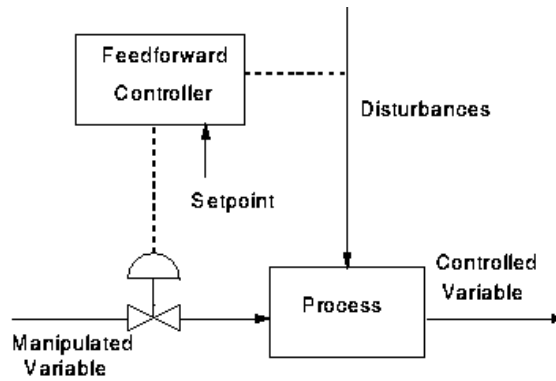 Feedforward
Controller
Disturbances
Setpoint
Controlled
Variable
Process
Manipulated
Variable